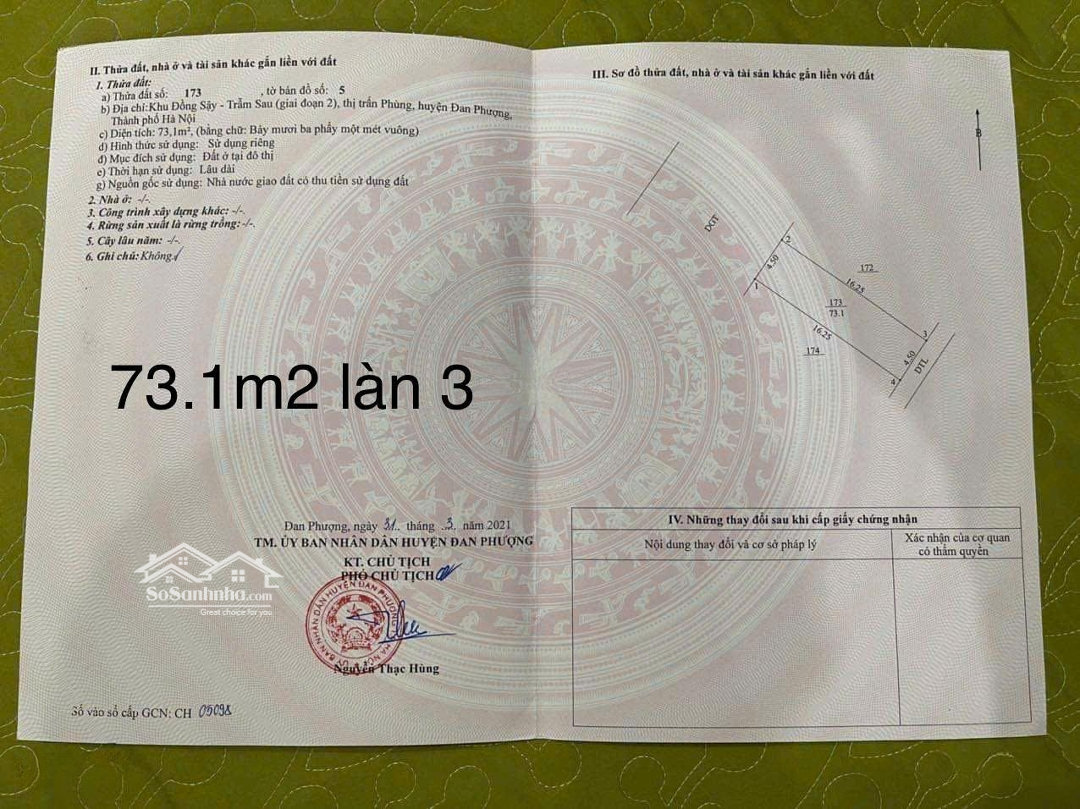 II. Thửa đất, nhà ở và tài sản khác gắn liền với đất
1. Thửa đất:
a) Thửa đất số: 173 , tờ bản đồ số: 5
b) Địa chỉ:Khu Đồng Sậy - Trẫm Sau (giai đoạn 2), thị trấn Phùng, huyện Đan Phượng,
Thành phố Hà Nội
c) Diện tích: 73,1m², (bằng chữ: Bảy mươi ba phẩy một mét vuông)
d) Hình thức sử dụng: Sử dụng riêng
đ) Mục đích sử dụng: Đất ở tại đô thị
e) Thời hạn sử dụng: Lâu dài
g) Nguồn gốc sử dụng: Nhà nước giao đất có thu tiền sử dụng đất
2. Nhà ở: -/-.
3. Công trình xây dựng khác: -/-.
4. Rừng sản xuất là rừng trồng:-/-.
5. Cây lâu năm: -/-.
6. Ghi chú: Không./
73.1m2 làn 3
Đan Phượng, ngày 31 tháng 3 năm 2021
TM. ỦY BAN NHÂN DÂN HUYỆN ĐAN PHƯỢNG
KT. CHỦ TỊCH
PHÓ CHỦ TỊCH
SoSanhnha.com
Great choice for you
Nguyễn Thạc Hùng
Số vào sổ cấp GCN: CH 05098
III. Sơ đồ thửa đất, nhà ở và tài sản khác gắn liền với đất
B
DGT
2
4.50
1
172
16.25
173
73.1
16.25
174
3
4.50
4
DTL
IV. Những thay đổi sau khi cấp giấy chứng nhận
Nội dung thay đổi và cơ sở pháp lý
Xác nhận của cơ quan
có thẩm quyền